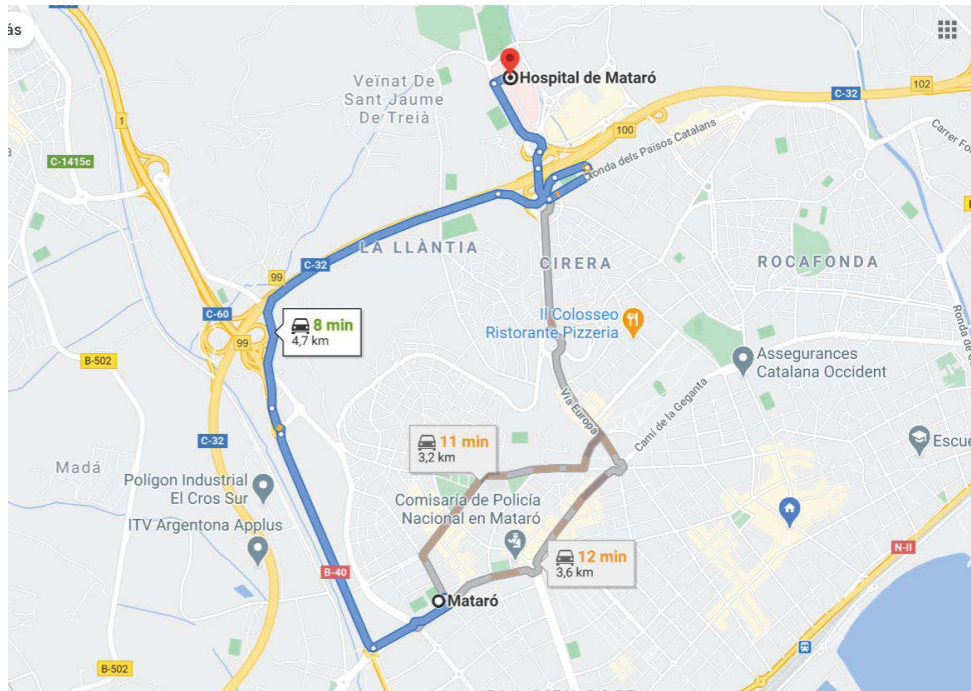 ás
C-60
C-32
102
Hospital de Mataró
Veïnat De
Sant Jaume
De Treià
1
100
C-1415c
Ronda dels Països Catalans
Carrer Fo
LA LLÀNTIA
C-32
99
CIRERA
ROCAFONDA
C-60
99
8 min
4,7 km
Il Colosseo
Ristorante Pizzeria
Ronda de
B-502
Assegurances
Catalana Occident
Via Europa
Camí de la Geganta
C-32
11 min
3,2 km
Escue
Madá
Polígon Industrial
El Cros Sur
Comisaría de Policía
Nacional en Mataró
ITV Argentona Applus
12 min
3,6 km
N-II
B-40
Mataró
B-502